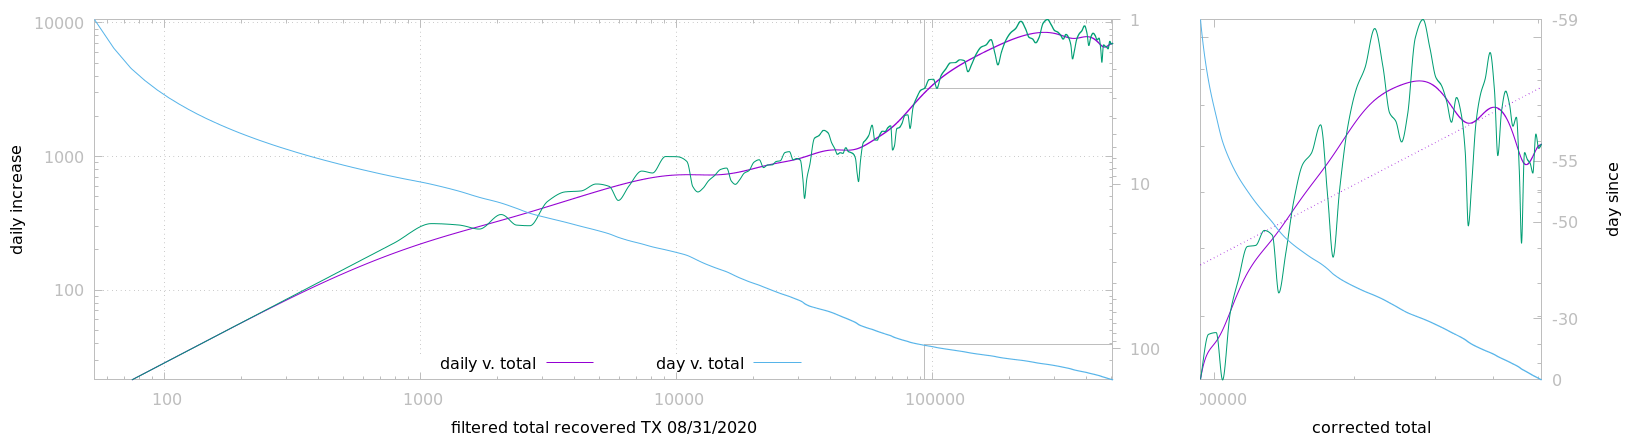 10000
1000
100
daily increase
1
10
100
daily v. total
day v. total
100
1000
10000
100000
filtered total recovered TX 08/31/2020
-59
-55
-50
-30
0
day since
00000
corrected total